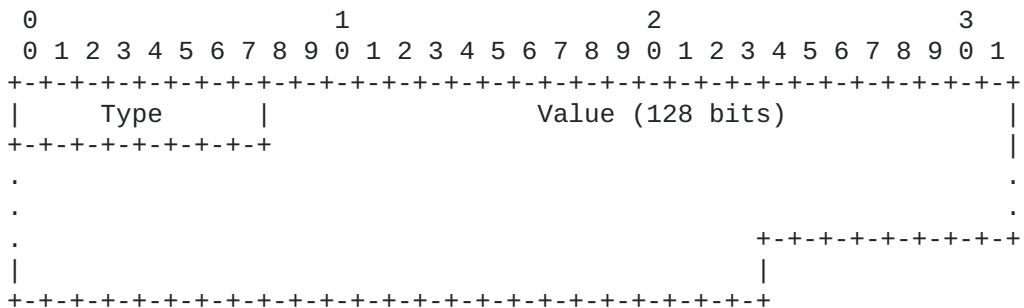 0                   1                   2                   3
 0 1 2 3 4 5 6 7 8 9 0 1 2 3 4 5 6 7 8 9 0 1 2 3 4 5 6 7 8 9 0 1
+-+-+-+-+-+-+-+-+-+-+-+-+-+-+-+-+-+-+-+-+-+-+-+-+-+-+-+-+-+-+-+-+
|     Type      |                 Value (128 bits)              |
+-+-+-+-+-+-+-+-+                                               |
.                                                               .
.                                                               .
.                                               +-+-+-+-+-+-+-+-+
|                                               |
+-+-+-+-+-+-+-+-+-+-+-+-+-+-+-+-+-+-+-+-+-+-+-+-+